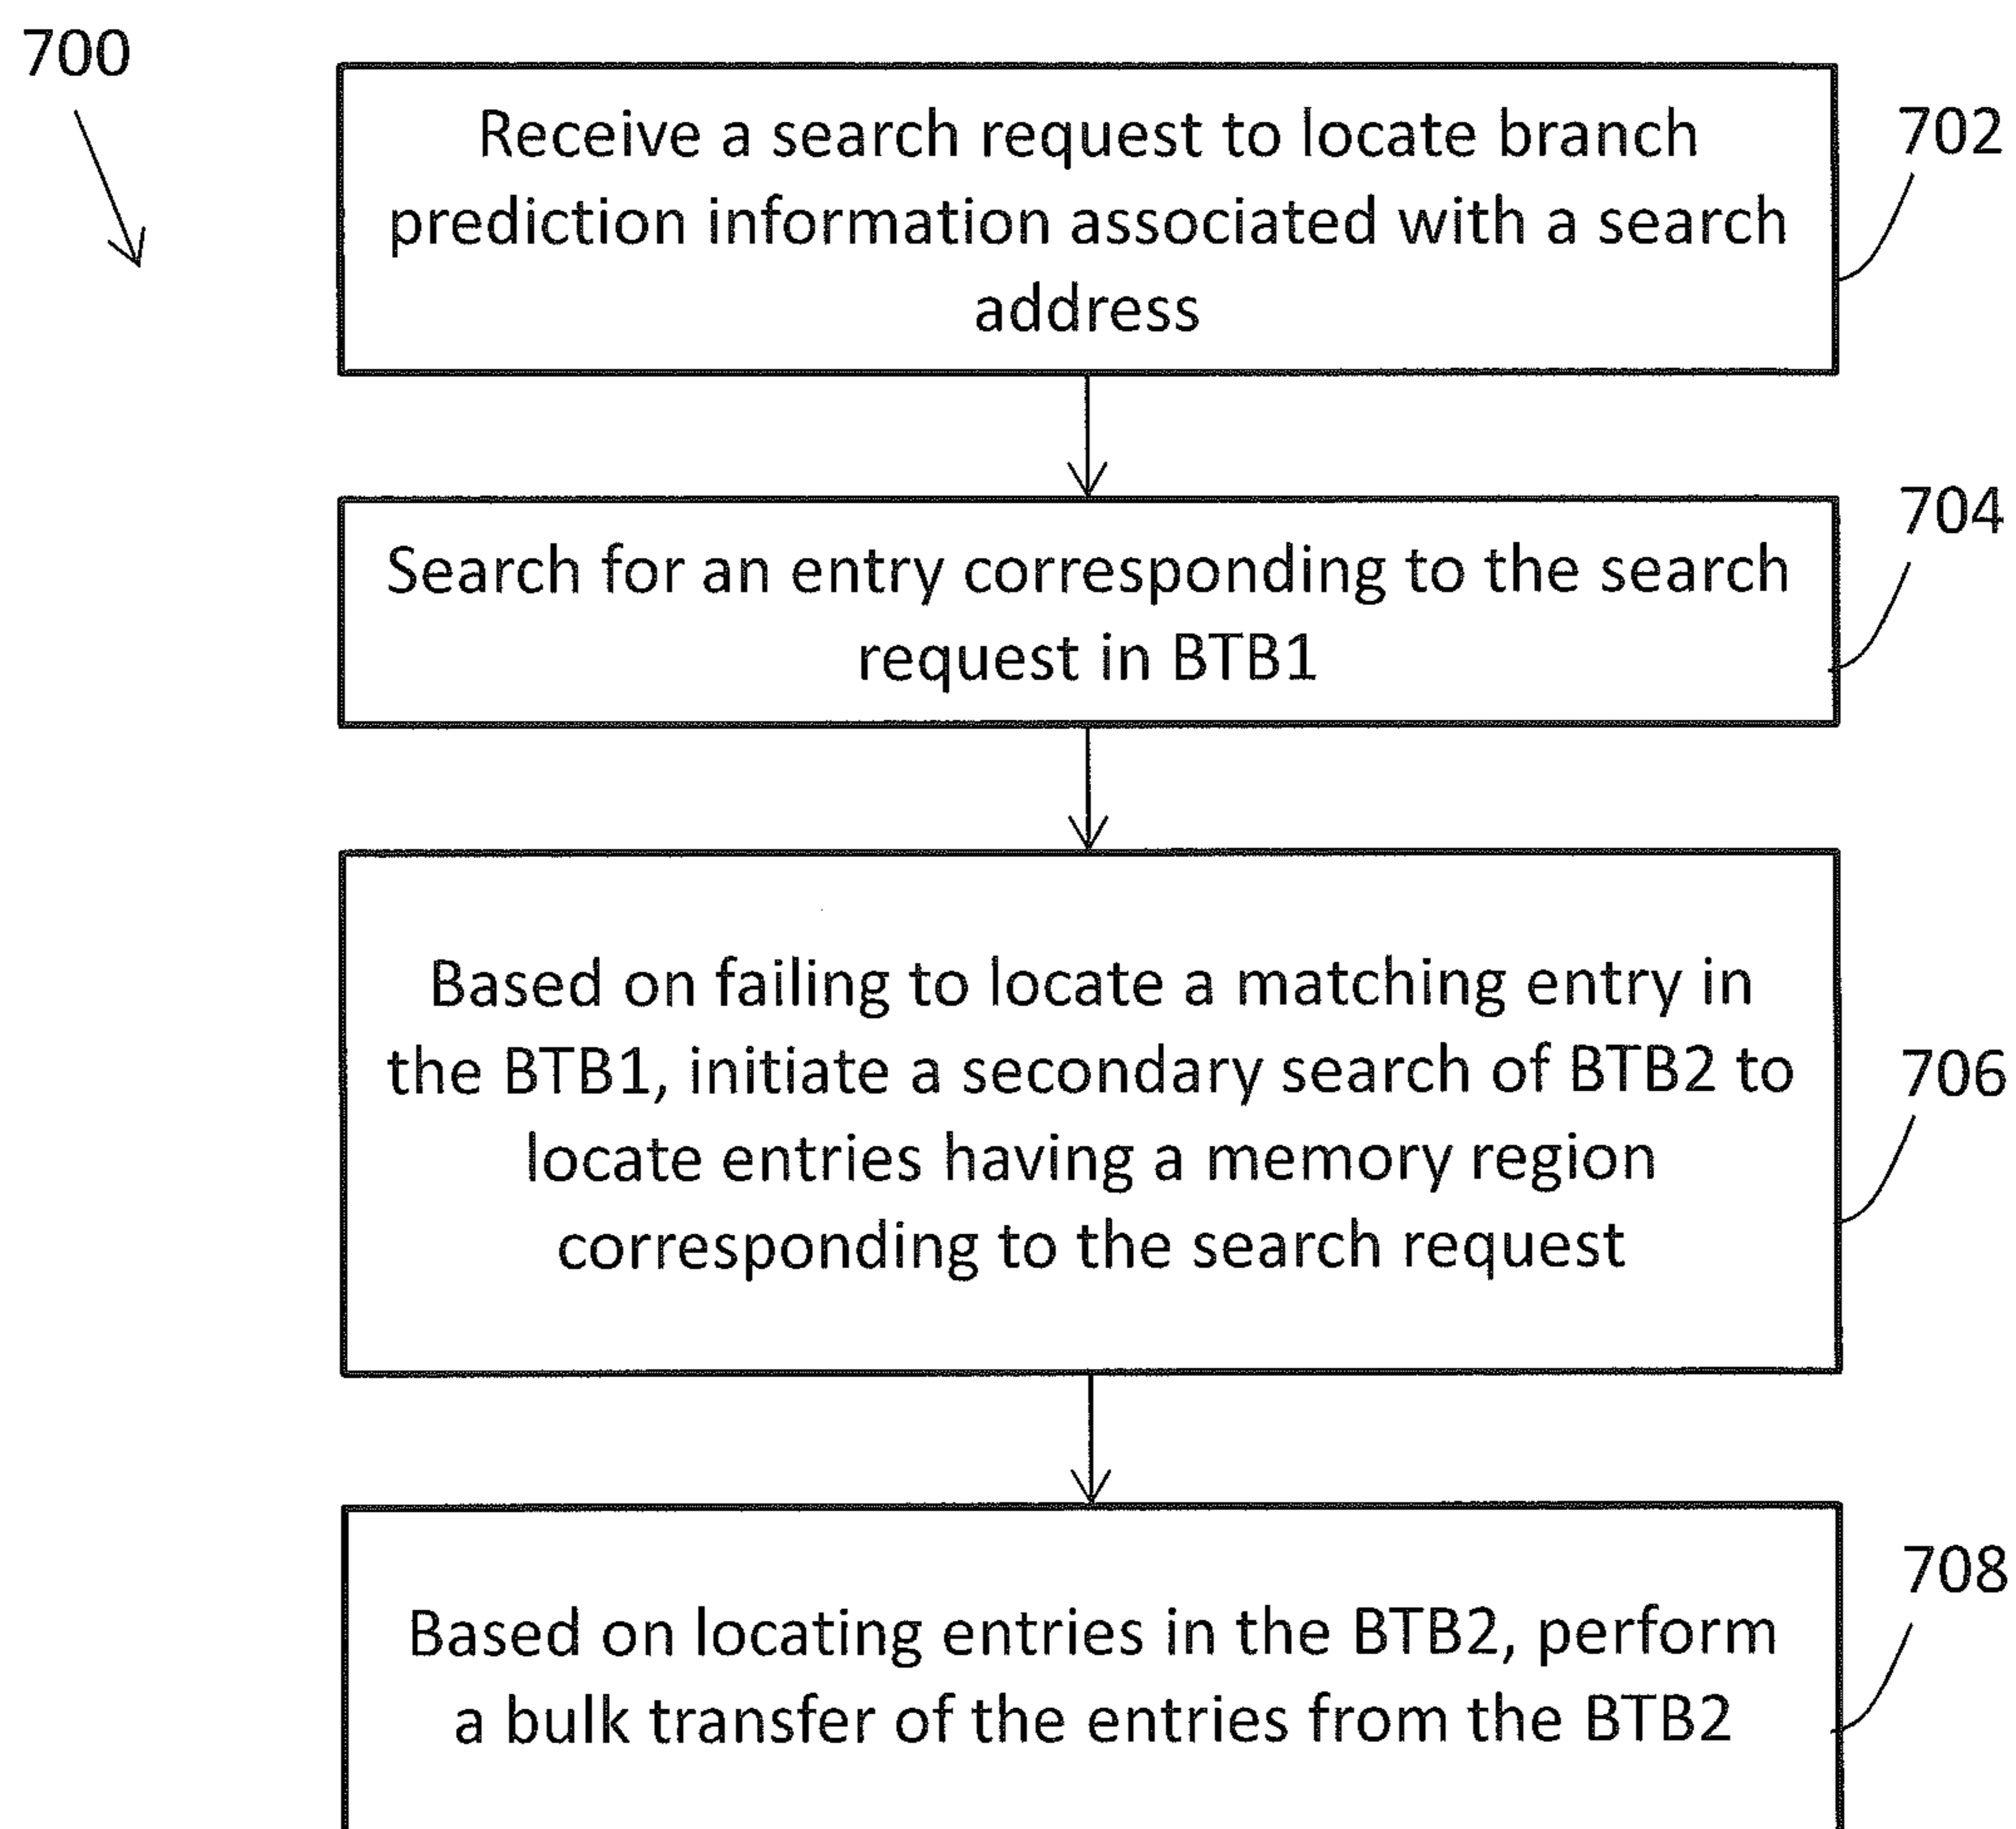 700
Receive a search request to locate branch
prediction information associated with a search
address
702
Search for an entry corresponding to the search
request in BTB1
704
Based on failing to locate a matching entry in
the BTB1, initiate a secondary search of BTB2 to
locate entries having a memory region
corresponding to the search request
706
Based on locating entries in the BTB2, perform
a bulk transfer of the entries from the BTB2
708